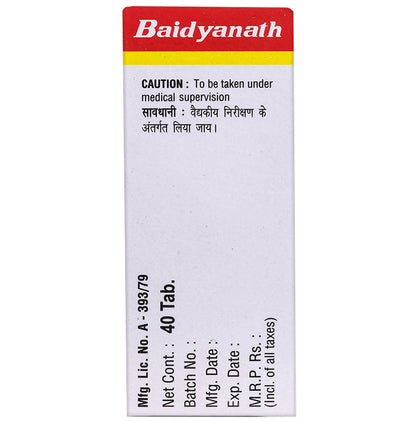 Baidyanath
CAUTION : To be taken under
medical supervision
सावधानी : वैद्यकीय निरीक्षण के
अंतर्गत लिया जाय।
Mfg. Lic. No. A - 393/79
Net Cont. : 40 Tab.
Batch No. :
Mfg. Date :
Exp. Date :
M.R.P. Rs. :
(Incl. of all taxes)